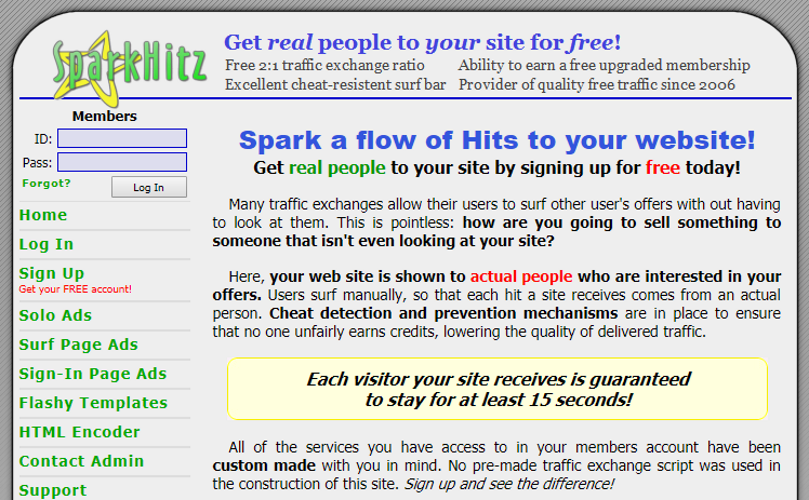 SparkHitz
Get real people to your site for free!
Free 2:1 traffic exchange ratio
Ability to earn a free upgraded membership
Excellent cheat-resistent surf bar
Provider of quality free traffic since 2006
Members
ID:
Pass:
Forgot?
Log In
Home
Log In
Sign Up
Get your FREE account!
Solo Ads
Surf Page Ads
Sign-In Page Ads
Flashy Templates
HTML Encoder
Contact Admin
Support
Spark a flow of Hits to your website!
Get real people to your site by signing up for free today!
Many traffic exchanges allow their users to surf other user's offers with out having
to look at them. This is pointless: how are you going to sell something to
someone that isn't even looking at your site?
Here, your web site is shown to actual people who are interested in your
offers. Users surf manually, so that each hit a site receives comes from an actual
person. Cheat detection and prevention mechanisms are in place to ensure
that no one unfairly earns credits, lowering the quality of delivered traffic.
Each visitor your site receives is guaranteed
to stay for at least 15 seconds!
All of the services you have access to in your members account have been
custom made with you in mind. No pre-made traffic exchange script was used in
the construction of this site. Sign up and see the difference!